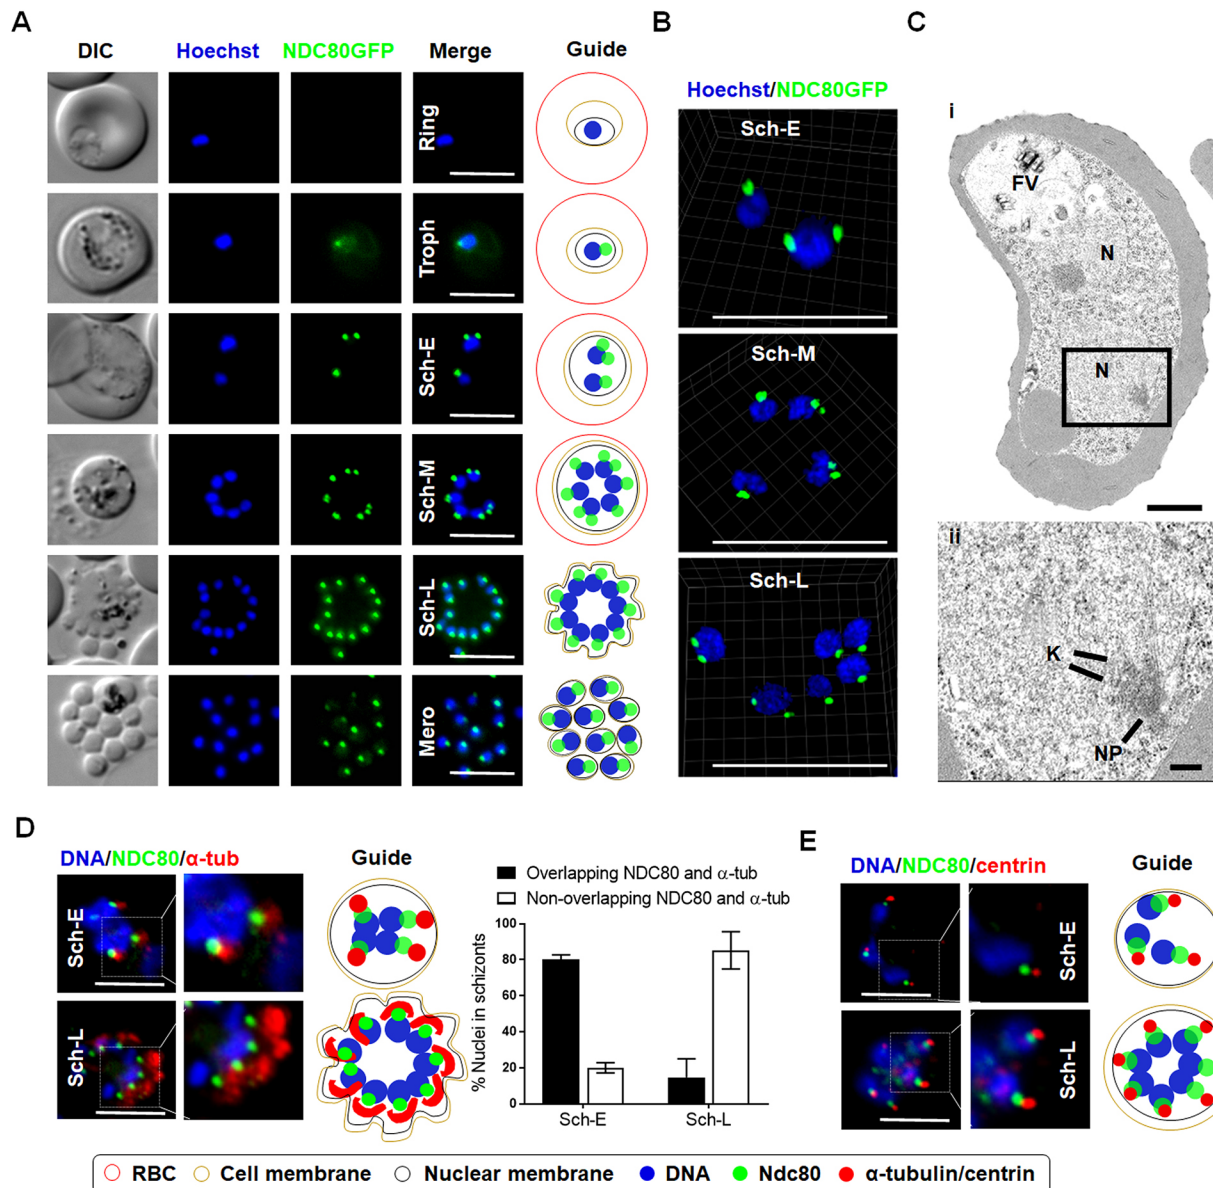 A
DIC
Hoechst
NDC80GFP
Merge
Guide
Ring
Troph
Sch-E
Sch-M
Sch-L
Mero
B
Hoechst/NDC80GFP
Sch-E
Sch-M
Sch-L
C
i
FV
N
N
ii
K
NP
D
DNA/NDC80/α-tub
Guide
Sch-E
Sch-L
Overlapping NDC80 and α-tub
Non-overlapping NDC80 and α-tub
% Nuclei in schizonts
100
80
60
40
20
0
Sch-E
Sch-L
E
DNA/NDC80/centrin
Guide
Sch-E
Sch-L
RBC
Cell membrane
Nuclear membrane
DNA
Ndc80
α-tubulin/centrin